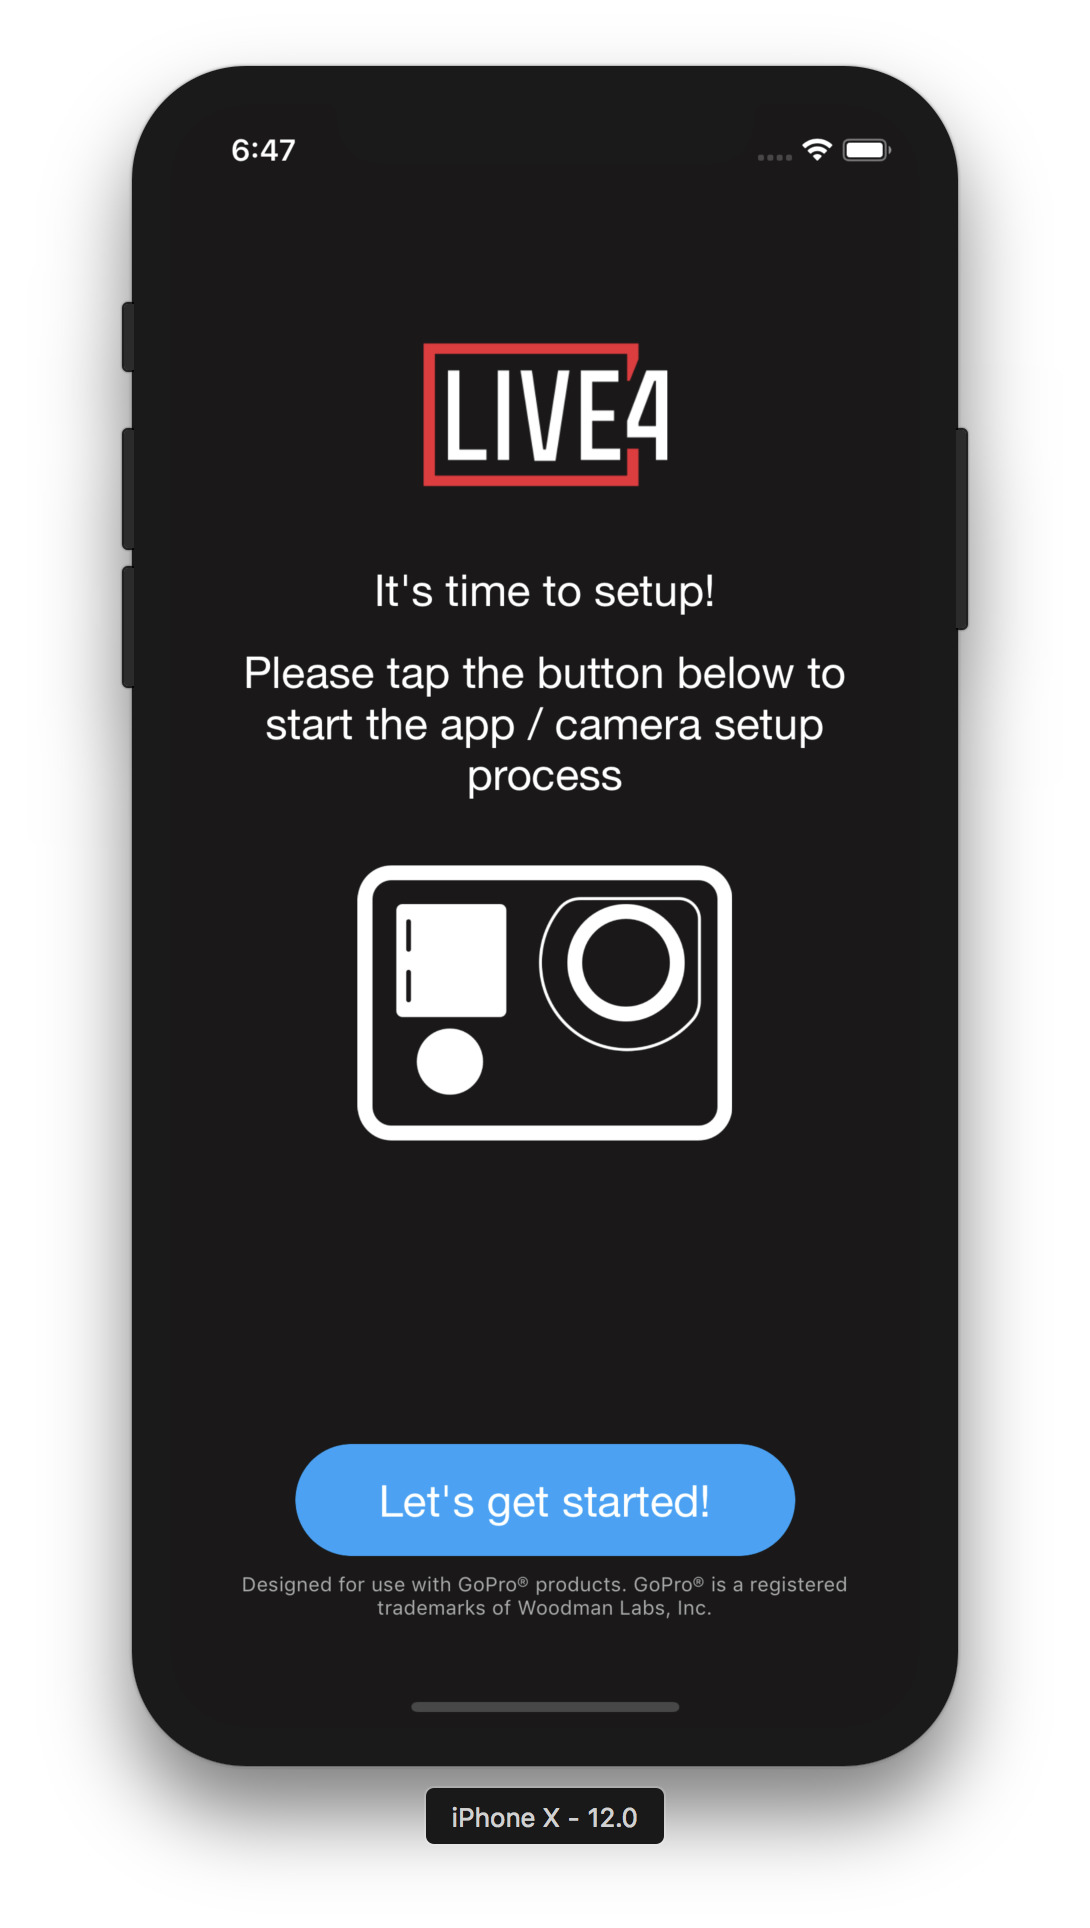 6:47
LIVE4
It's time to setup!
Please tap the button below to
start the app / camera setup
process
Let's get started!
Designed for use with GoPro® products. GoPro® is a registered
trademarks of Woodman Labs, Inc.
iPhone X - 12.0